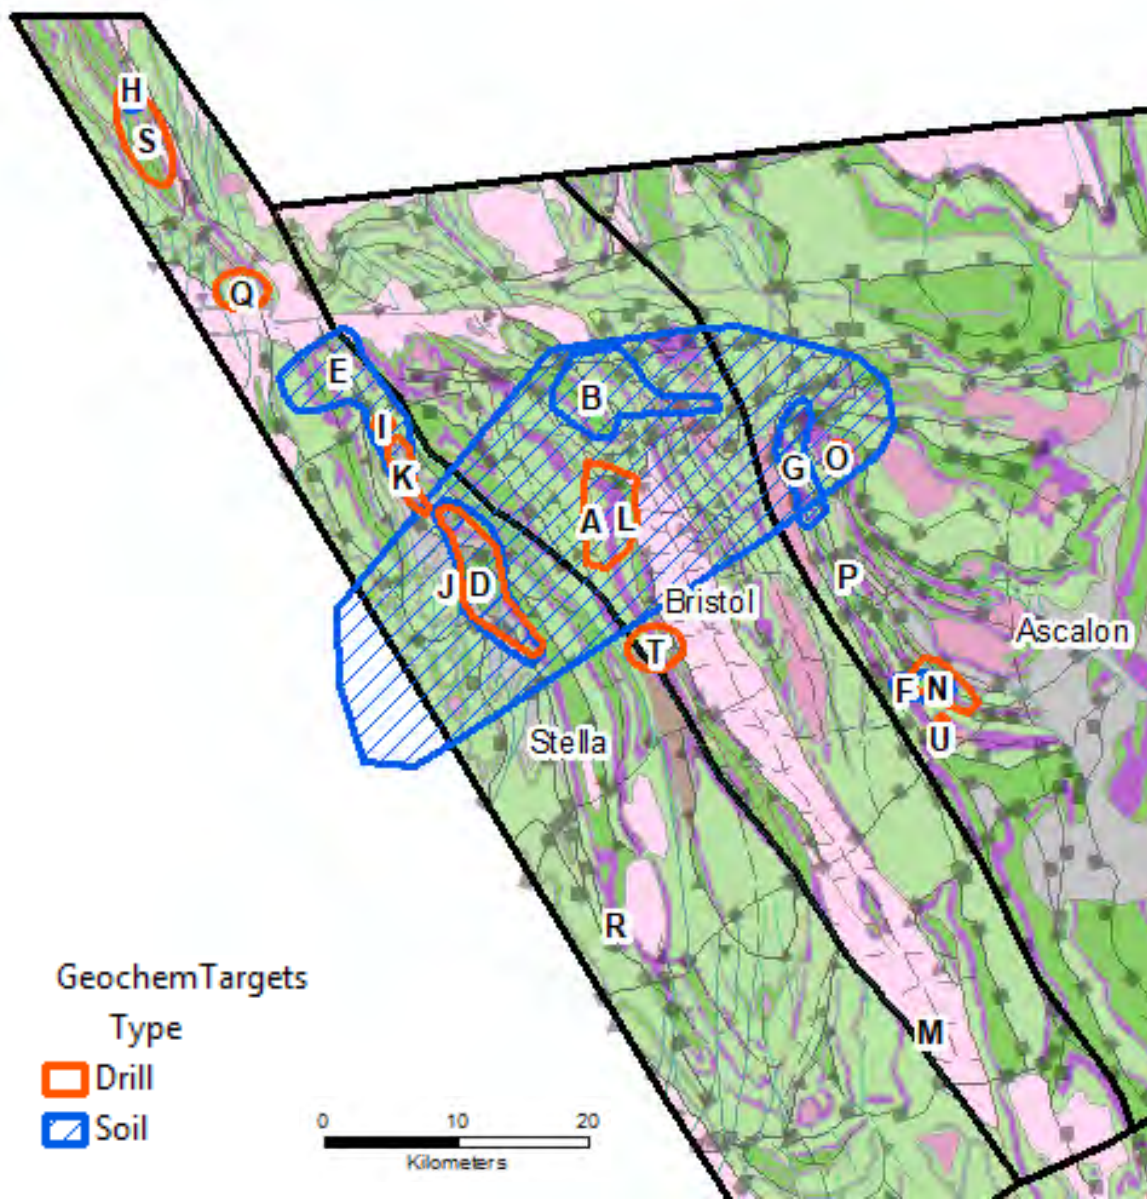 H
S
Q
E
B
I
G O
K
A L
J D
P
Bristol
Ascalon
T
F N
U
Stella
R
GeochemTargets
Type
M
Drill
Soil
0 10 20
Kilometers